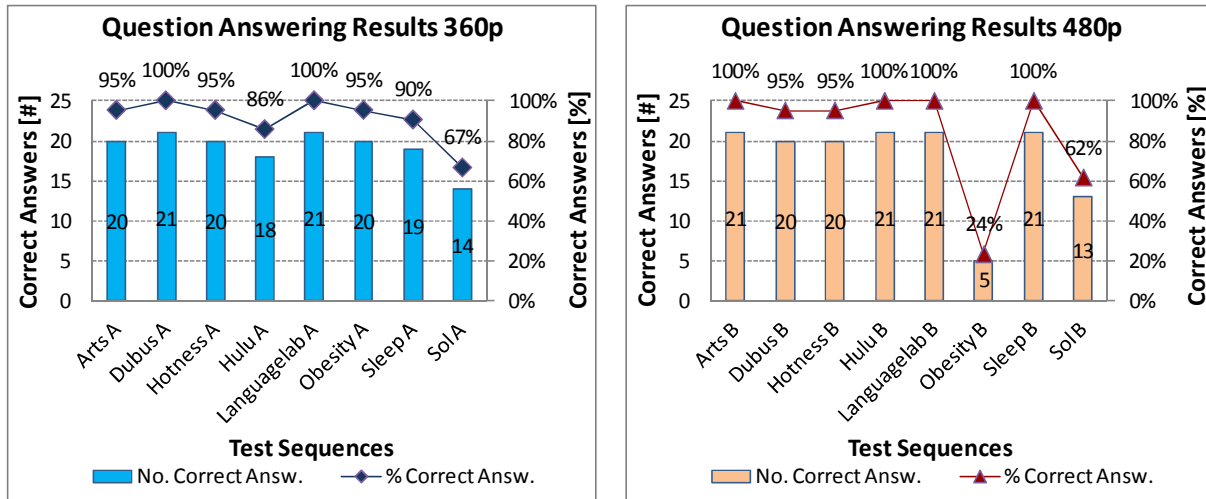 Question Answering Results 360p
95% 100% 95% 86% 100% 95% 90% 67%
Correct Answers [#]
25
20
15
10
5
0
20 21 20 18 21 20 19 14
100%
80%
60%
40%
20%
0%
Correct Answers [%]
Arts A
Dubus A
Hotness A
Hulu A
Languagelab A
Obesity A
Sleep A
Sol A
Test Sequences
No. Correct Answ. % Correct Answ.
Question Answering Results 480p
100% 95% 95% 100% 100% 24% 100% 62%
Correct Answers [#]
25
20
15
10
5
0
21 20 20 21 21 5 21 13
100%
80%
60%
40%
20%
0%
Correct Answers [%]
Arts B
Dubus B
Hotness B
Hulu B
Languagelab B
Obesity B
Sleep B
Sol B
Test Sequences
No. Correct Answ. % Correct Answ.